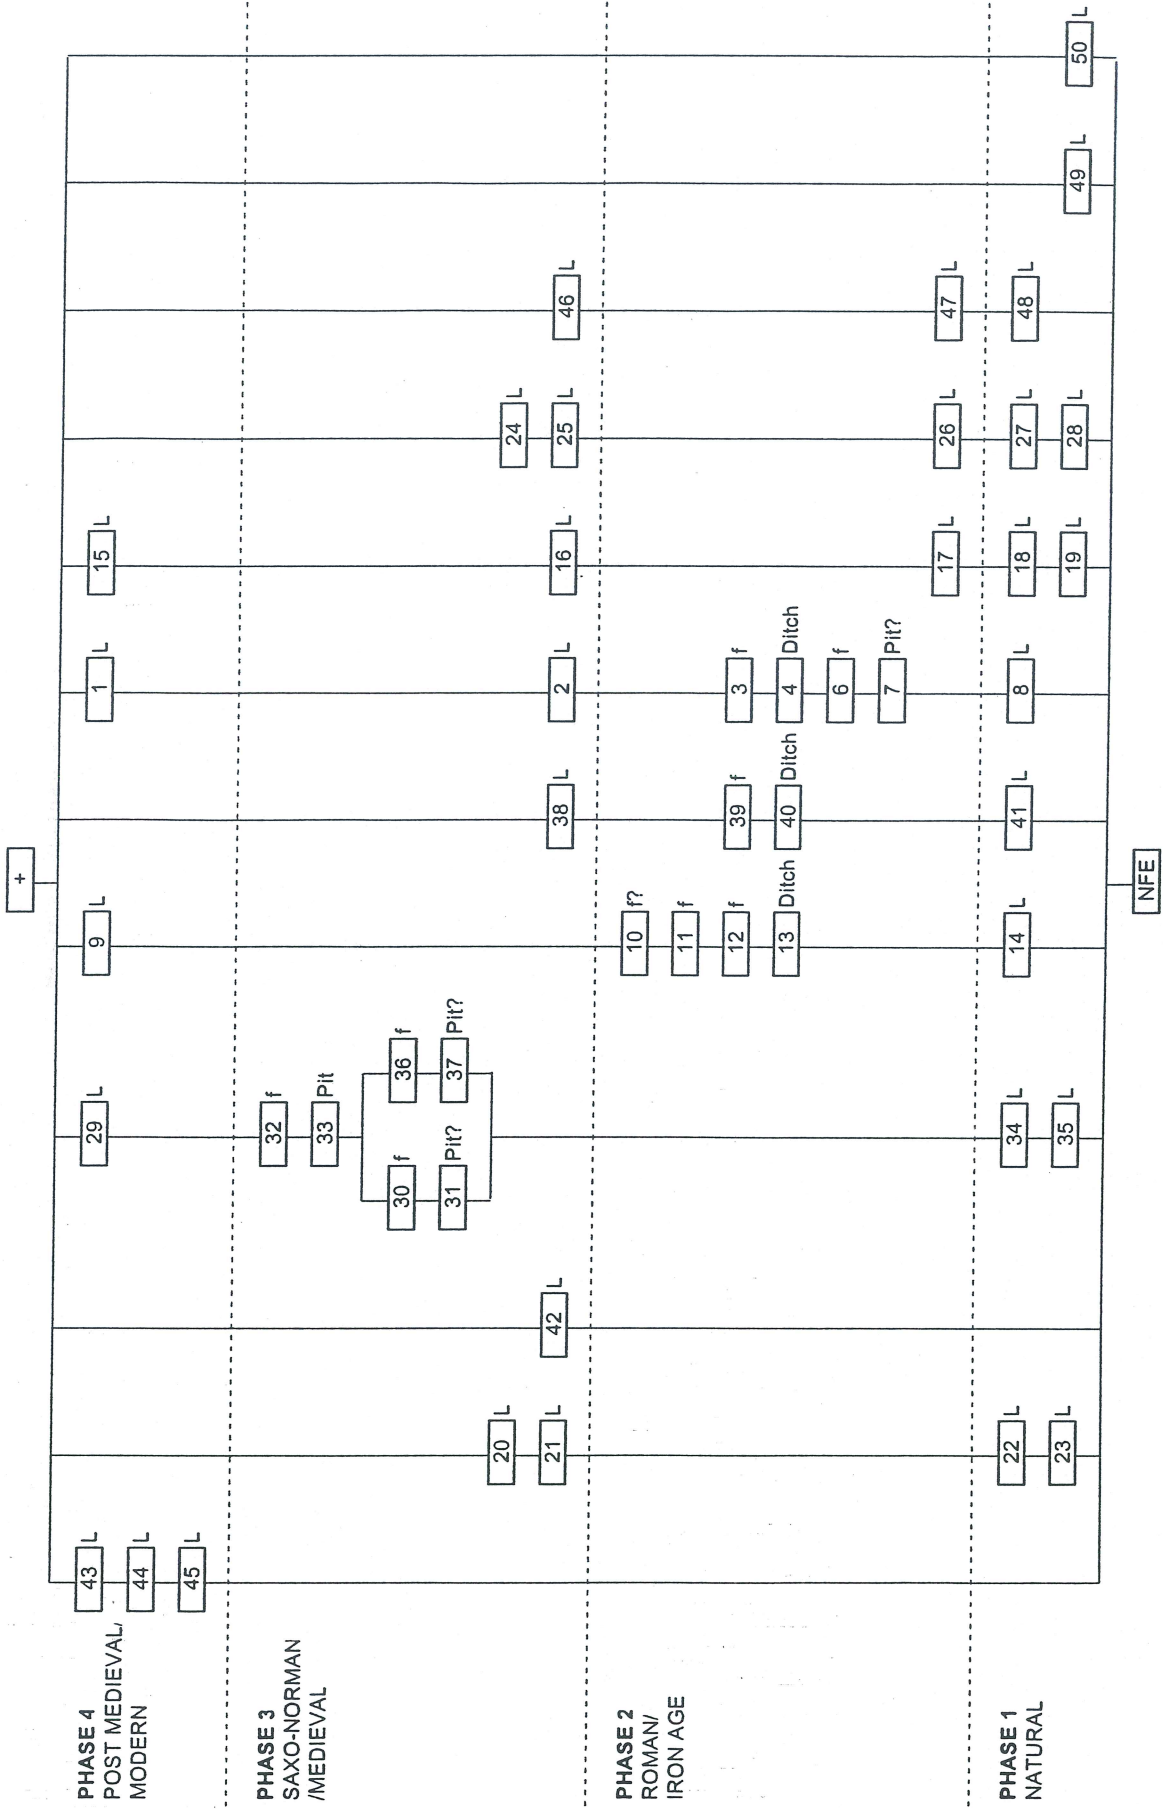 +
PHASE 4
POST MEDIEVAL/
MODERN
43 L 29 L 9 L 1 L 15 L
44 L
45 L
PHASE 3
SAXO-NORMAN
/MEDIEVAL
32 f
33 Pit
30 f 36 f
31 Pit? 37 Pit?
20 L 24 L
21 L 42 L 38 L 2 L 16 L 25 L 46 L
PHASE 2
ROMAN/
IRON AGE
10 f?
11 f
12 f 39 f 3 f
13 Ditch 40 Ditch 4 Ditch
6 f
7 Pit?
17 L 26 L 47 L
PHASE 1
NATURAL
22 L 34 L 14 L 41 L 8 L 18 L 27 L 48 L
23 L 35 L 19 L 28 L 49 L 50 L
NFE